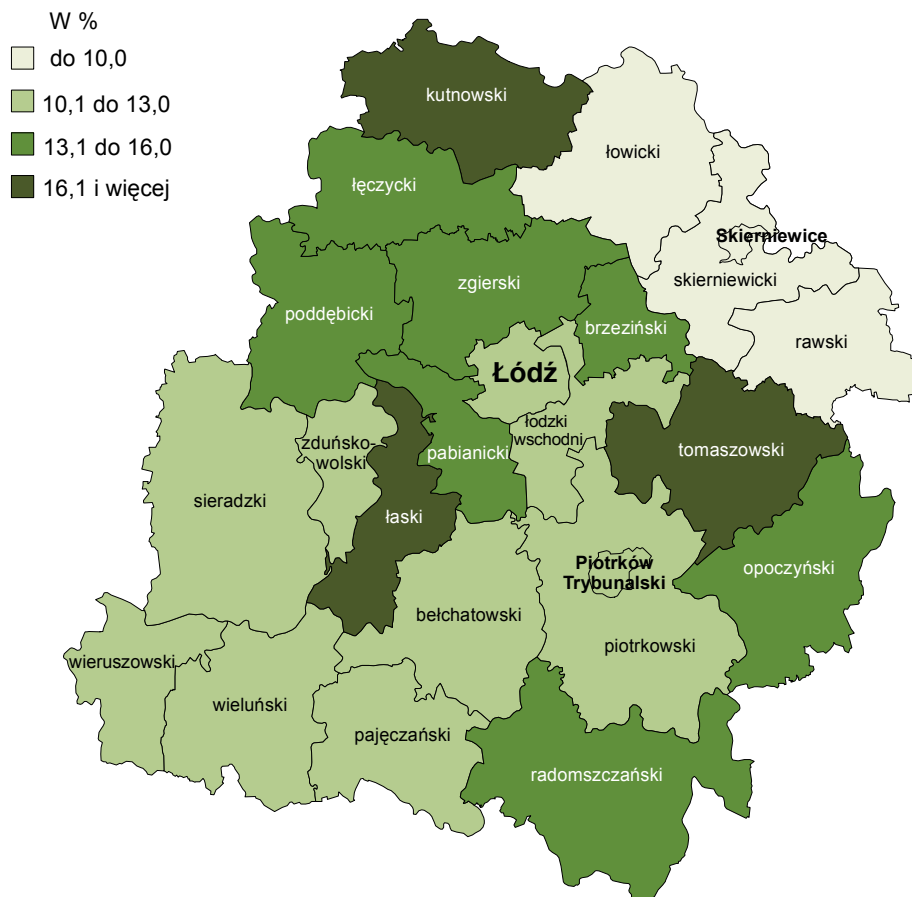 W %
do 10,0
10,1 do 13,0
13,1 do 16,0
16,1 i więcej
kutnowski
łowicki
łęczycki
Skierniewice
skierniewicki
zgierski
poddębicki
brzeziński
rawski
Łódź
łodzki
wschodni
zduńsko-
wolski
pabianicki
tomaszowski
sieradzki
łaski
Piotrków
Trybunalski
opoczyński
bełchatowski
piotrkowski
wieruszowski
wieluński
pajęczański
radomszczański